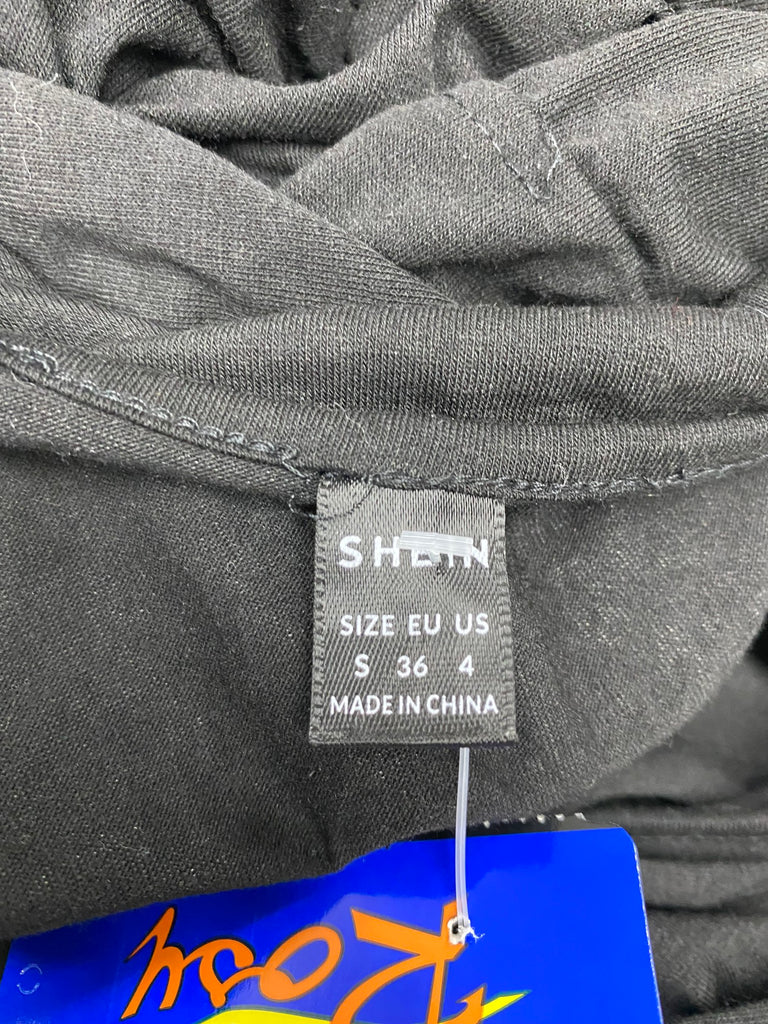 SHEIN
SIZE EU US
S 36 4
MADE IN CHINA
Rosy